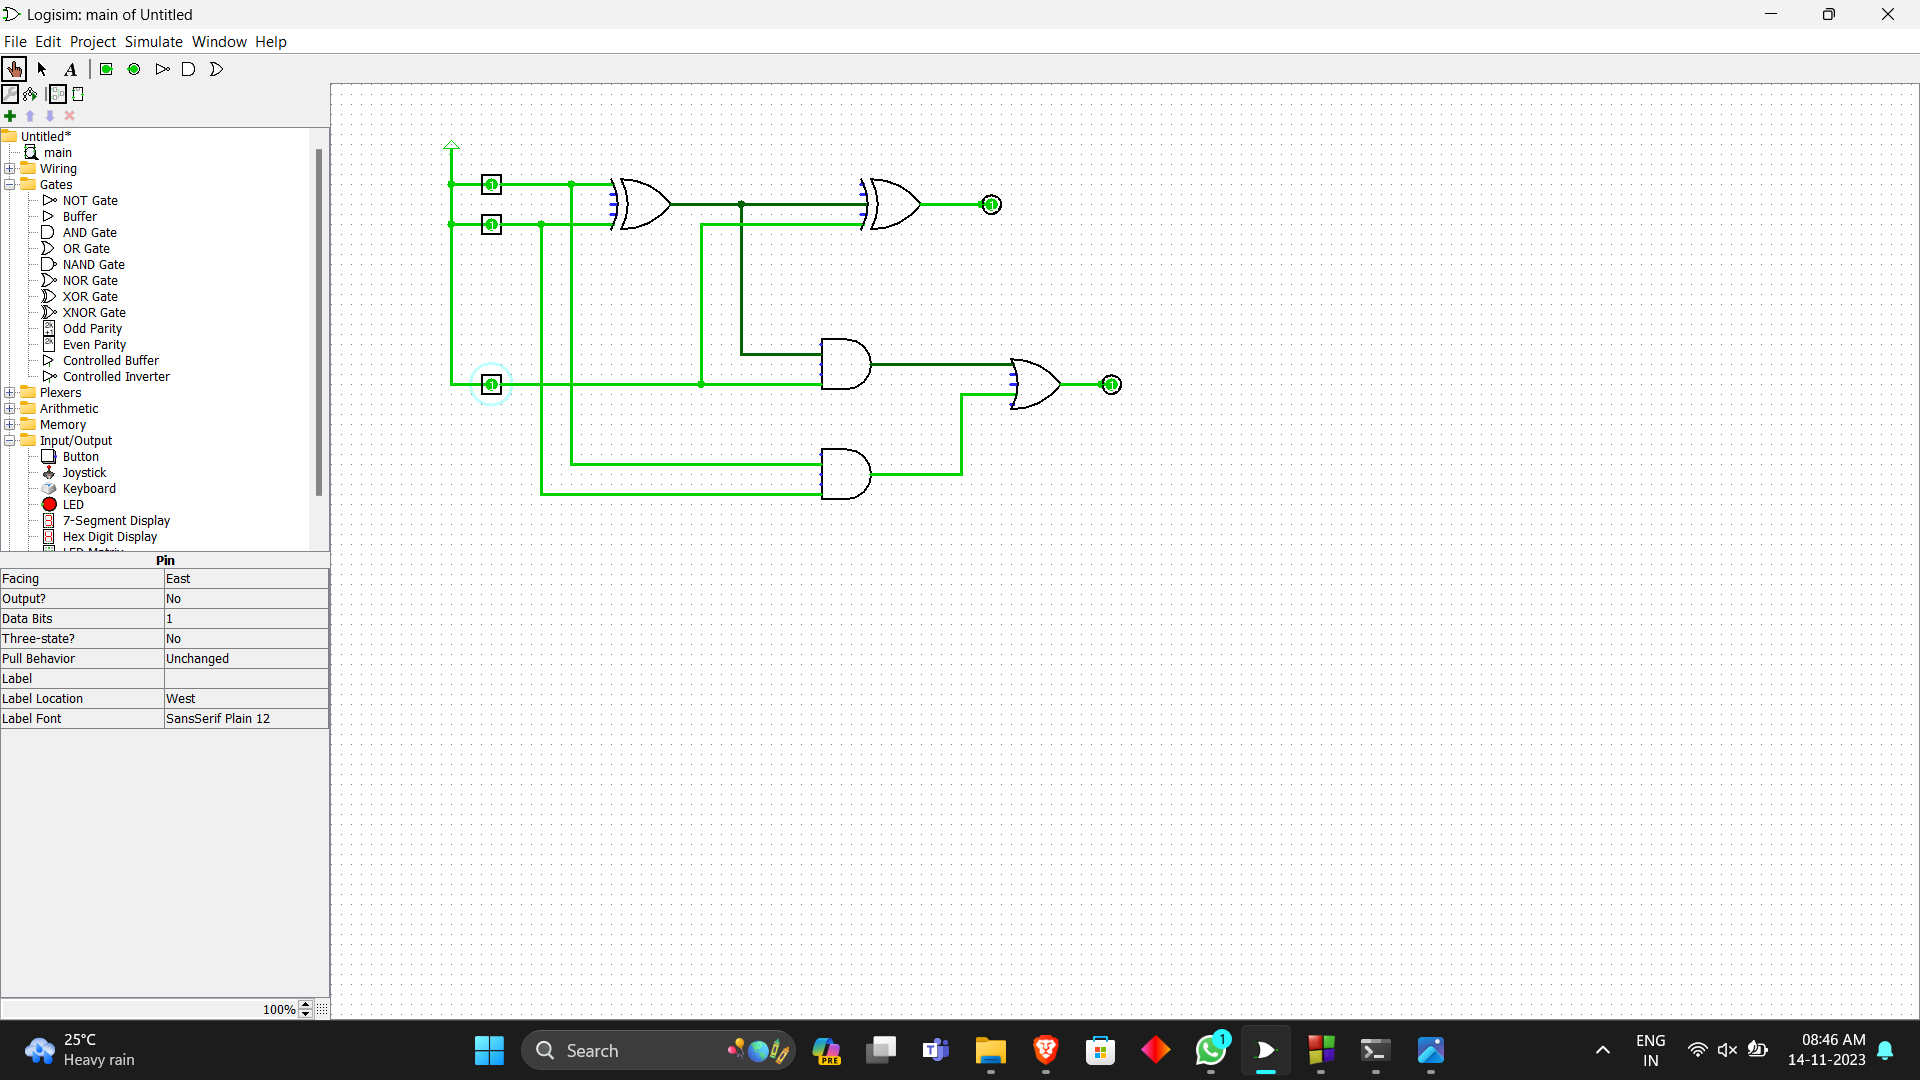 Logisim: main of Untitled
File Edit Project Simulate Window Help
A
Untitled*
main
Wiring
Gates
NOT Gate
Buffer
AND Gate
OR Gate
NAND Gate
NOR Gate
XOR Gate
XNOR Gate
Odd Parity
Even Parity
Controlled Buffer
Controlled Inverter
Plexers
Arithmetic
Memory
Input/Output
Button
Joystick
Keyboard
LED
7-Segment Display
Hex Digit Display
Pin
Facing East
Output? No
Data Bits 1
Three-state? No
Pull Behavior Unchanged
Label
Label Location West
Label Font SansSerif Plain 12
100%
1
1
1
1
1
25°C
Heavy rain
Search
PRE
1
ENG
IN
08:46 AM
14-11-2023